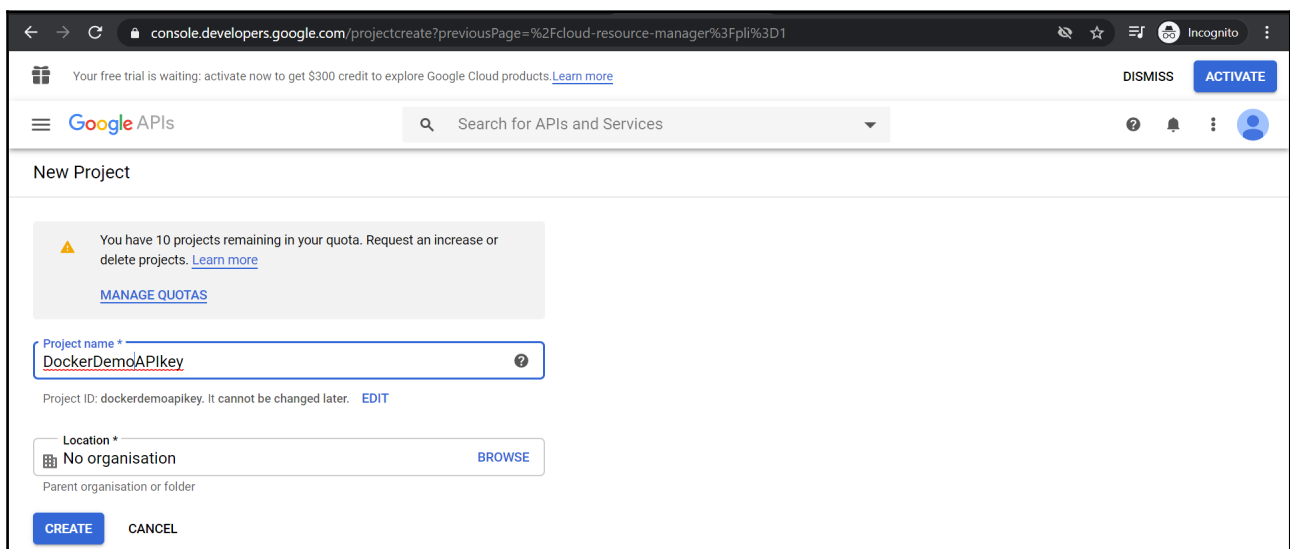 console.developers.google.com/projectcreate?previousPage=%2Fcloud-resource-manager%3Fpli%3D1
Incognito
Your free trial is waiting: activate now to get $300 credit to explore Google Cloud products. Learn more
DISMISS
ACTIVATE
Google APIs
Search for APIs and Services
New Project
You have 10 projects remaining in your quota. Request an increase or
delete projects. Learn more
MANAGE QUOTAS
Project name *
DockerDemoAPIkey
Project ID: dockerdemoapikey. It cannot be changed later. EDIT
Location *
No organisation
BROWSE
Parent organisation or folder
CREATE
CANCEL